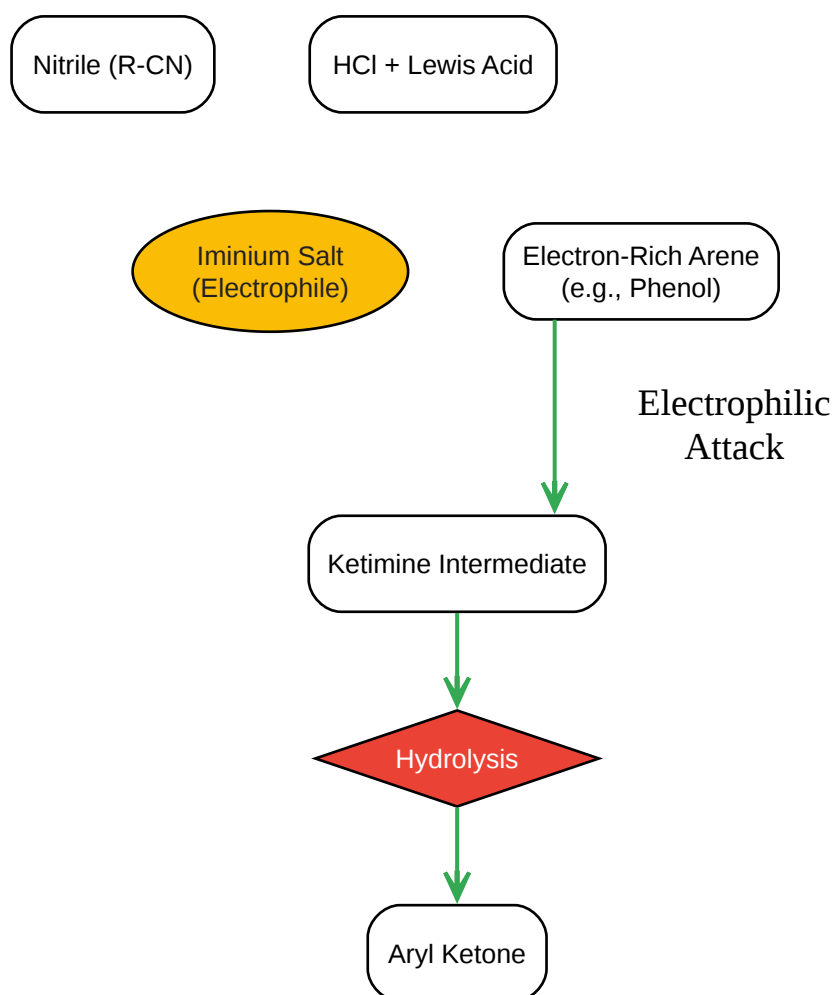 Nitrile (R-CN)
HCl + Lewis Acid
Iminium Salt
(Electrophile)
Electron-Rich Arene
(e.g., Phenol)
Electrophilic
Attack
Ketimine Intermediate
Hydrolysis
Aryl Ketone